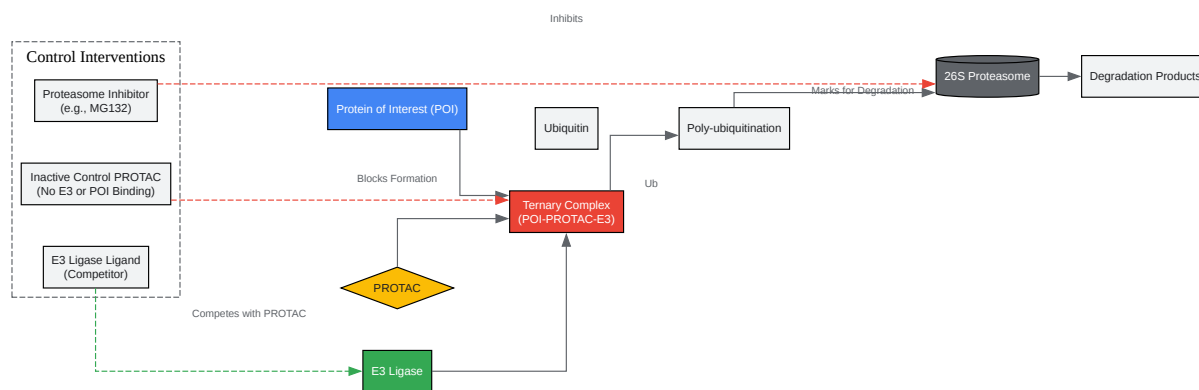 Inhibits
Control Interventions
Proteasome Inhibitor
(e.g., MG132)
26S Proteasome
Degradation Products
Marks for Degradation
Protein of Interest (POI)
Ubiquitin
Poly-ubiquitination
Inactive Control PROTAC
(No E3 or POI Binding)
Blocks Formation
Ub
Ternary Complex
(POI-PROTAC-E3)
E3 Ligase Ligand
(Competitor)
PROTAC
Competes with PROTAC
E3 Ligase